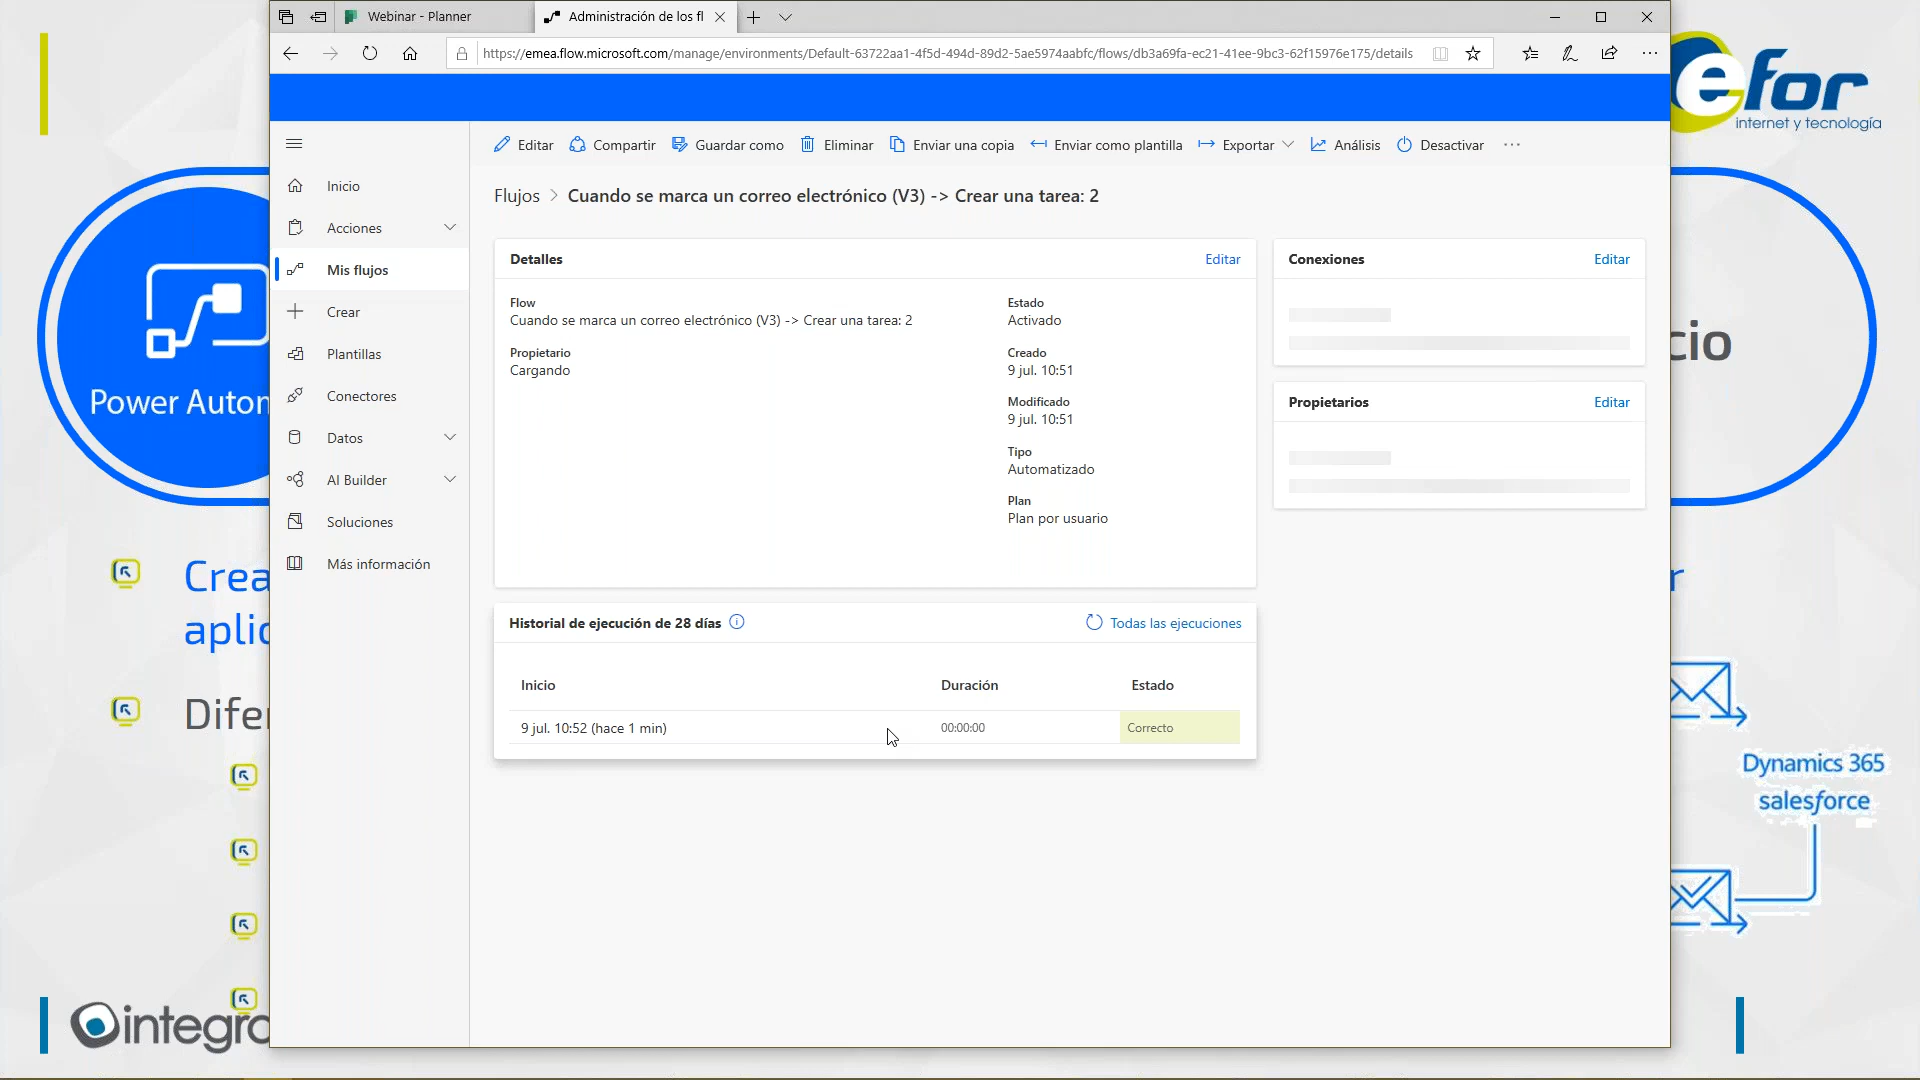 Webinar - Planner
Administración de los fl
https://emea.flow.microsoft.com/manage/environments/Default-63722aa1-4f5d-494d-89d2-5ae5974aabfc/flows/db3a69fa-ec21-41ee-9bc3-62f15976e175/details
efor
internet y tecnología
Editar
Compartir
Guardar como
Eliminar
Enviar una copia
Enviar como plantilla
Exportar
Análisis
Desactivar
Inicio
Acciones
Mis flujos
Crear
Plantillas
Conectores
Datos
AI Builder
Soluciones
Más información
Flujos > Cuando se marca un correo electrónico (V3) -> Crear una tarea: 2
Detalles
Editar
Flow
Cuando se marca un correo electrónico (V3) -> Crear una tarea: 2
Propietario
Cargando
Estado
Activado
Creado
9 jul. 10:51
Modificado
9 jul. 10:51
Tipo
Automatizado
Plan
Plan por usuario
Conexiones
Editar
Propietarios
Editar
Historial de ejecución de 28 días
Todas las ejecuciones
Inicio
Duración
Estado
9 jul. 10:52 (hace 1 min)
00:00:00
Correcto
Power Autom
cio
Crea
aplic
r
Difer
Dynamics 365
salesforce
integro